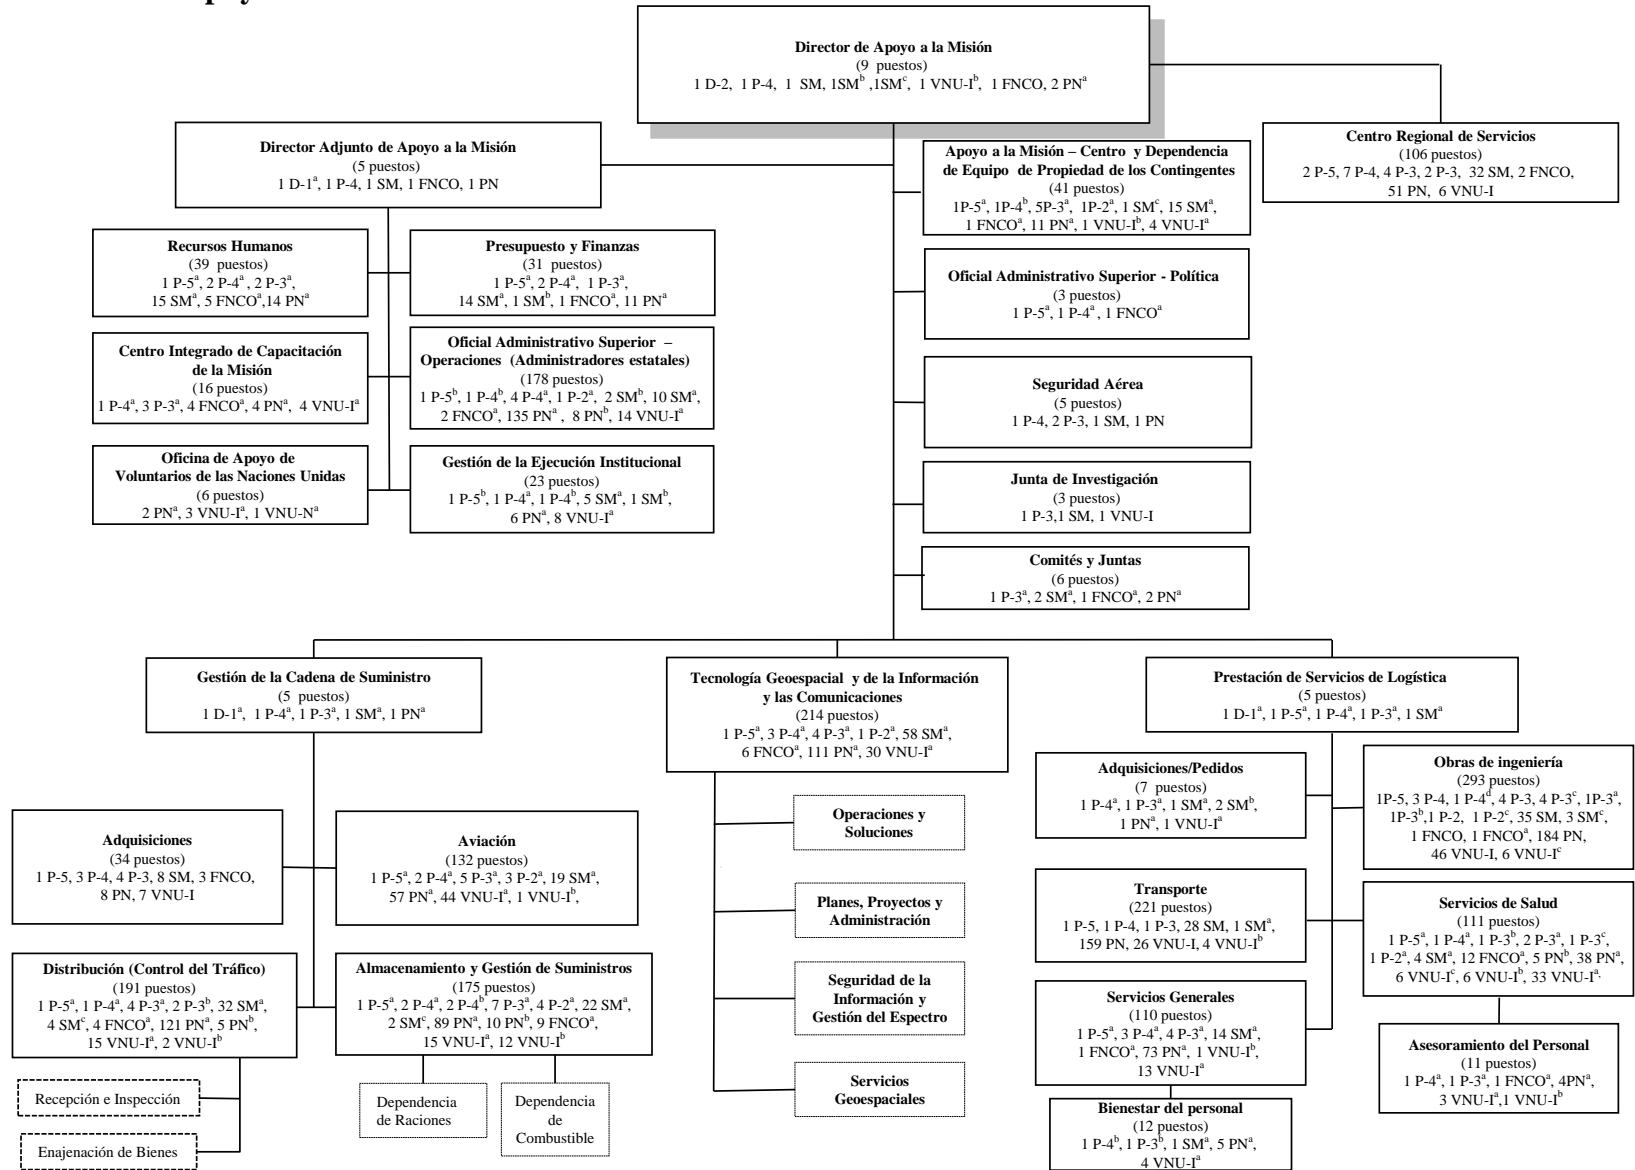 Director de Apoyo a la Misión
(9 puestos)
1 D-2, 1 P-4, 1 SM, 1SMᵇ ,1SMᶜ, 1 VNU-Iᵇ, 1 FNCO, 2 PNᵃ
Director Adjunto de Apoyo a la Misión
(5 puestos)
1 D-1ᵃ, 1 P-4, 1 SM, 1 FNCO, 1 PN
Centro Regional de Servicios
(106 puestos)
2 P-5, 7 P-4, 4 P-3, 2 P-3, 32 SM, 2 FNCO,
51 PN, 6 VNU-I
Apoyo a la Misión – Centro y Dependencia
de Equipo de Propiedad de los Contingentes
(41 puestos)
1P-5ᵃ, 1P-4ᵇ, 5P-3ᵃ, 1P-2ᵃ, 1 SMᶜ, 15 SMᵃ,
1 FNCOᵃ, 11 PNᵃ, 1 VNU-Iᵇ, 4 VNU-Iᵃ
Recursos Humanos
(39 puestos)
1 P-5ᵃ, 2 P-4ᵃ , 2 P-3ᵃ,
15 SMᵃ, 5 FNCOᵃ,14 PNᵃ
Presupuesto y Finanzas
(31 puestos)
1 P-5ᵃ, 2 P-4ᵃ, 1 P-3ᵃ,
14 SMᵃ, 1 SMᵇ, 1 FNCOᵃ, 11 PNᵃ
Oficial Administrativo Superior - Política
(3 puestos)
1 P-5ᵃ, 1 P-4ᵃ, 1 FNCOᵃ
Centro Integrado de Capacitación
de la Misión
(16 puestos)
1 P-4ᵃ, 3 P-3ᵃ, 4 FNCOᵃ, 4 PNᵃ, 4 VNU-Iᵃ
Oficial Administrativo Superior –
Operaciones (Administradores estatales)
(178 puestos)
1 P-5ᵇ, 1 P-4ᵇ, 4 P-4ᵃ, 1 P-2ᵃ, 2 SMᵇ, 10 SMᵃ,
2 FNCOᵃ, 135 PNᵃ , 8 PNᵇ, 14 VNU-Iᵃ
Seguridad Aérea
(5 puestos)
1 P-4, 2 P-3, 1 SM, 1 PN
Oficina de Apoyo de
Voluntarios de las Naciones Unidas
(6 puestos)
2 PNᵃ, 3 VNU-Iᵃ, 1 VNU-Nᵃ
Gestión de la Ejecución Institucional
(23 puestos)
1 P-5ᵇ, 1 P-4ᵃ, 1 P-4ᵇ, 5 SMᵃ, 1 SMᵇ,
6 PNᵃ, 8 VNU-Iᵃ
Junta de Investigación
(3 puestos)
1 P-3,1 SM, 1 VNU-I
Comités y Juntas
(6 puestos)
1 P-3ᵃ, 2 SMᵃ, 1 FNCOᵃ, 2 PNᵃ
Gestión de la Cadena de Suministro
(5 puestos)
1 D-1ᵃ, 1 P-4ᵃ, 1 P-3ᵃ, 1 SMᵃ, 1 PNᵃ
Tecnología Geoespacial y de la Información
y las Comunicaciones
(214 puestos)
1 P-5ᵃ, 3 P-4ᵃ, 4 P-3ᵃ, 1 P-2ᵃ, 58 SMᵃ,
6 FNCOᵃ, 111 PNᵃ, 30 VNU-Iᵃ
Prestación de Servicios de Logística
(5 puestos)
1 D-1ᵃ, 1 P-5ᵃ, 1 P-4ᵃ, 1 P-3ᵃ, 1 SMᵃ
Adquisiciones
(34 puestos)
1 P-5, 3 P-4, 4 P-3, 8 SM, 3 FNCO,
8 PN, 7 VNU-I
Aviación
(132 puestos)
1 P-5ᵃ, 2 P-4ᵃ, 5 P-3ᵃ, 3 P-2ᵃ, 19 SMᵃ,
57 PNᵃ, 44 VNU-Iᵃ, 1 VNU-Iᵇ,
Distribución (Control del Tráfico)
(191 puestos)
1 P-5ᵃ, 1 P-4ᵃ, 4 P-3ᵃ, 2 P-3ᵇ, 32 SMᵃ,
4 SMᶜ, 4 FNCOᵃ, 121 PNᵃ, 5 PNᵇ,
15 VNU-Iᵃ, 2 VNU-Iᵇ
Almacenamiento y Gestión de Suministros
(175 puestos)
1 P-5ᵃ, 2 P-4ᵃ, 2 P-4ᵇ, 7 P-3ᵃ, 4 P-2ᵃ, 22 SMᵃ,
2 SMᶜ, 89 PNᵃ, 10 PNᵇ, 9 FNCOᵃ,
15 VNU-Iᵃ, 12 VNU-Iᵇ
Recepción e Inspección
Enajenación de Bienes
Dependencia
de Raciones
Dependencia
de
Combustible
Operaciones y
Soluciones
Planes, Proyectos y
Administración
Seguridad de la
Información y
Gestión del Espectro
Servicios
Geoespaciales
Adquisiciones/Pedidos
(7 puestos)
1 P-4ᵃ, 1 P-3ᵃ, 1 SMᵃ, 2 SMᵇ,
1 PNᵃ, 1 VNU-Iᵃ
Obras de ingeniería
(293 puestos)
1P-5, 3 P-4, 1 P-4ᵈ, 4 P-3, 4 P-3ᶜ, 1P-3ᵃ,
1P-3ᵇ,1 P-2, 1 P-2ᶜ, 35 SM, 3 SMᶜ,
1 FNCO, 1 FNCOᵃ, 184 PN,
46 VNU-I, 6 VNU-Iᶜ
Transporte
(221 puestos)
1 P-5, 1 P-4, 1 P-3, 28 SM, 1 SMᵃ,
159 PN, 26 VNU-I, 4 VNU-Iᵇ
Servicios de Salud
(111 puestos)
1 P-5ᵃ, 1 P-4ᵃ, 1 P-3ᵇ, 2 P-3ᵃ, 1 P-3ᶜ,
1 P-2ᵃ, 4 SMᵃ, 12 FNCOᵃ, 5 PNᵇ, 38 PNᵃ,
6 VNU-Iᶜ, 6 VNU-Iᵇ, 33 VNU-Iᵃ,
Servicios Generales
(110 puestos)
1 P-5ᵃ, 3 P-4ᵃ, 4 P-3ᵃ, 14 SMᵃ,
1 FNCOᵃ, 73 PNᵃ, 1 VNU-Iᵇ,
13 VNU-Iᵃ
Asesoramiento del Personal
(11 puestos)
1 P-4ᵃ, 1 P-3ᵃ, 1 FNCOᵃ, 4PNᵃ,
3 VNU-Iᵃ,1 VNU-Iᵇ
Bienestar del personal
(12 puestos)
1 P-4ᵇ, 1 P-3ᵇ, 1 SMᵃ, 5 PNᵃ,
4 VNU-Iᵃ